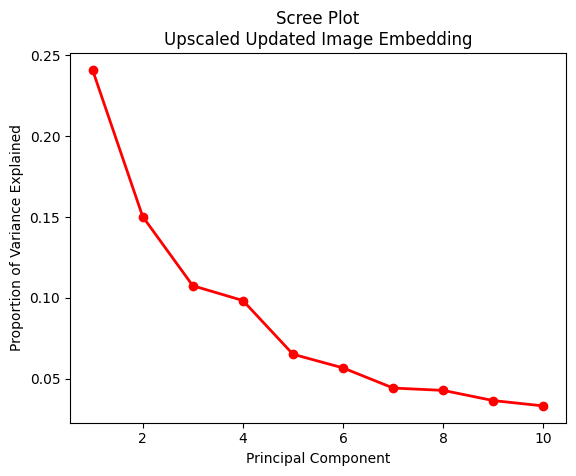 Scree Plot
Upscaled Updated Image Embedding
Proportion of Variance Explained
0.25
0.20
0.15
0.10
0.05
2 4 6 8 10
Principal Component